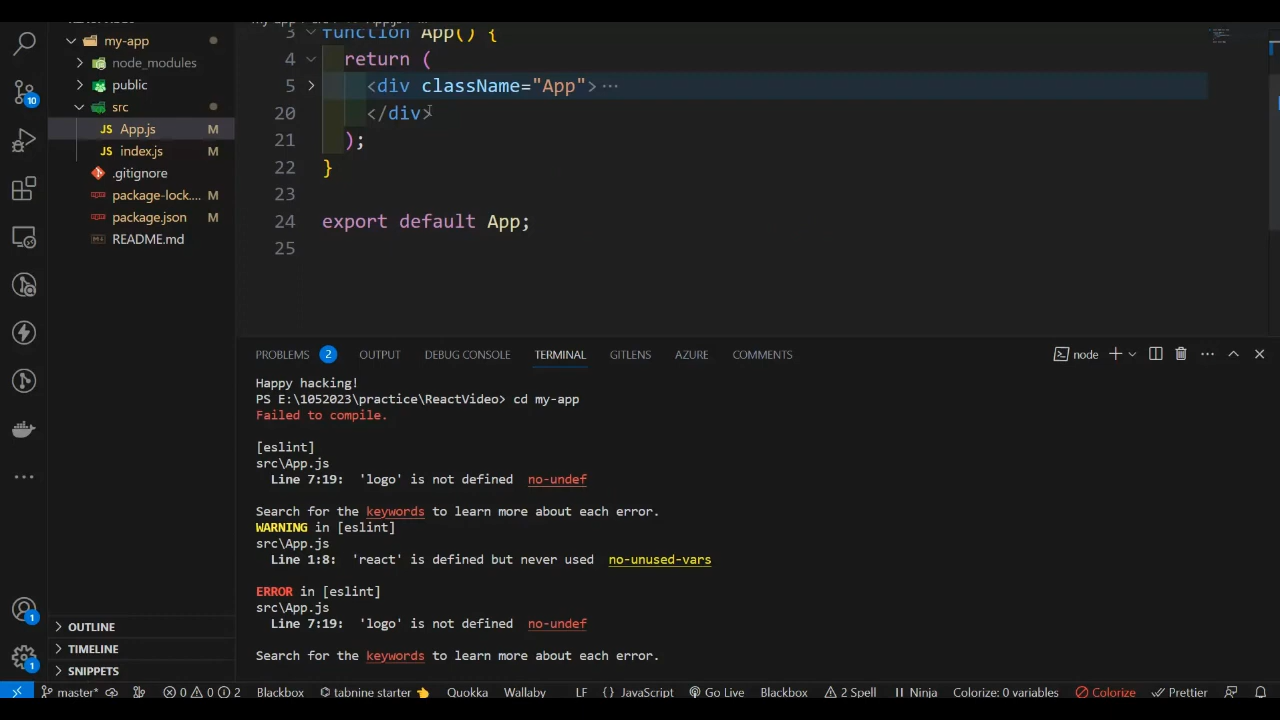 my-app
node_modules
public
src
App.js M
index.js M
.gitignore
package-lock.... M
package.json M
README.md
OUTLINE
TIMELINE
SNIPPETS
10
1
1
3 function App() {
4 return (
5 <div className="App"> ...
20 </div>
21 );
22 }
23
24 export default App;
25
PROBLEMS 2 OUTPUT DEBUG CONSOLE TERMINAL GITLENS AZURE COMMENTS node
Happy hacking!
PS E:\1052023\practice\ReactVideo> cd my-app
Failed to compile.
[eslint]
src\App.js
Line 7:19: 'logo' is not defined no-undef
Search for the keywords to learn more about each error.
WARNING in [eslint]
src\App.js
Line 1:8: 'react' is defined but never used no-unused-vars
ERROR in [eslint]
src\App.js
Line 7:19: 'logo' is not defined no-undef
Search for the keywords to learn more about each error.
master* 0 0 2 Blackbox tabnine starter Quokka Wallaby LF {} JavaScript Go Live Blackbox 2 Spell Ninja Colorize: 0 variables Colorize Prettier